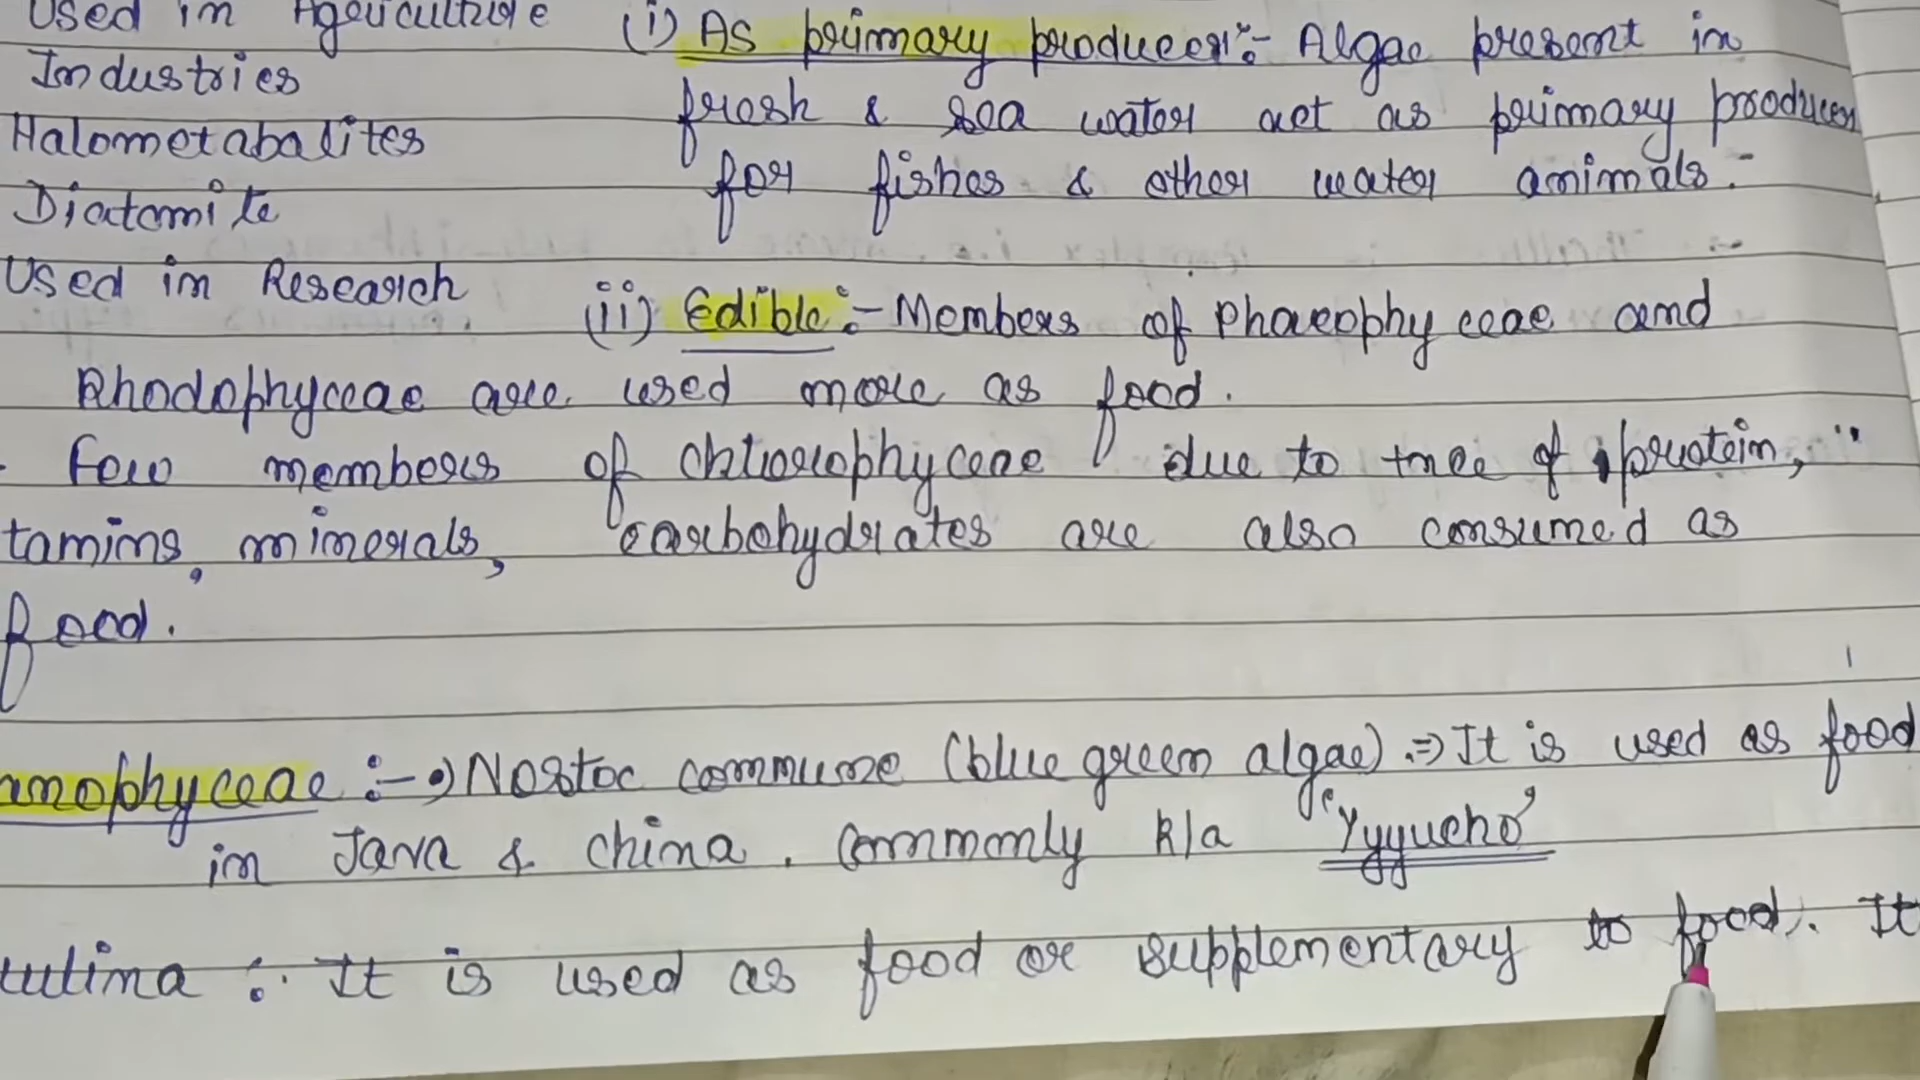 Used in Agriculture
Industries
Halometabalites
Diatomite
Used in Research
(i) As primary producer :- Algae present in
fresh & sea water act as primary producer
for fishes & other water animals.
(ii) Edible :- Members of Phaeophyceae and
Rhodophyceae are used more as food.
Few members of Chlorophyceae due to of protein,
tamins, minerals, carbohydrates are also consumed as
food.
anophyceae :- Nostoc commune (blue green algae) ⇒ It is used as food
in Java & China. Commonly k/a 'Yyyucho'
ulina :. It is used as food or supplementary to food. It